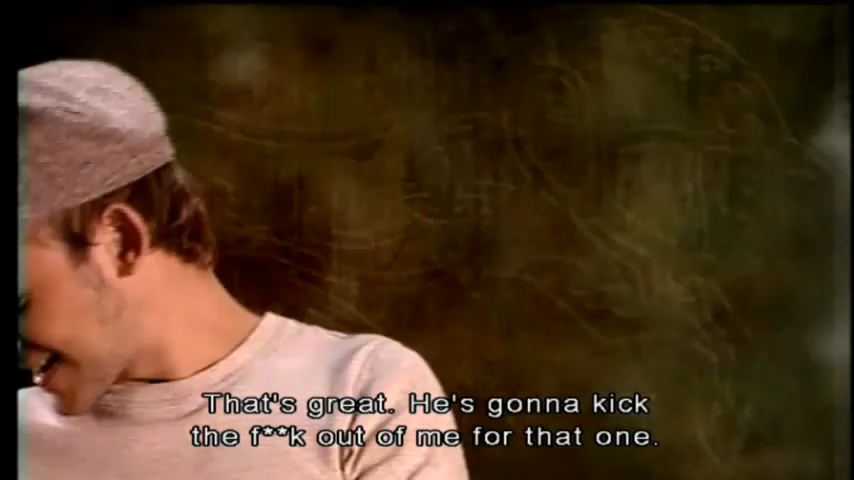 That's great. He's gonna kick
the f**k out of me for that one.